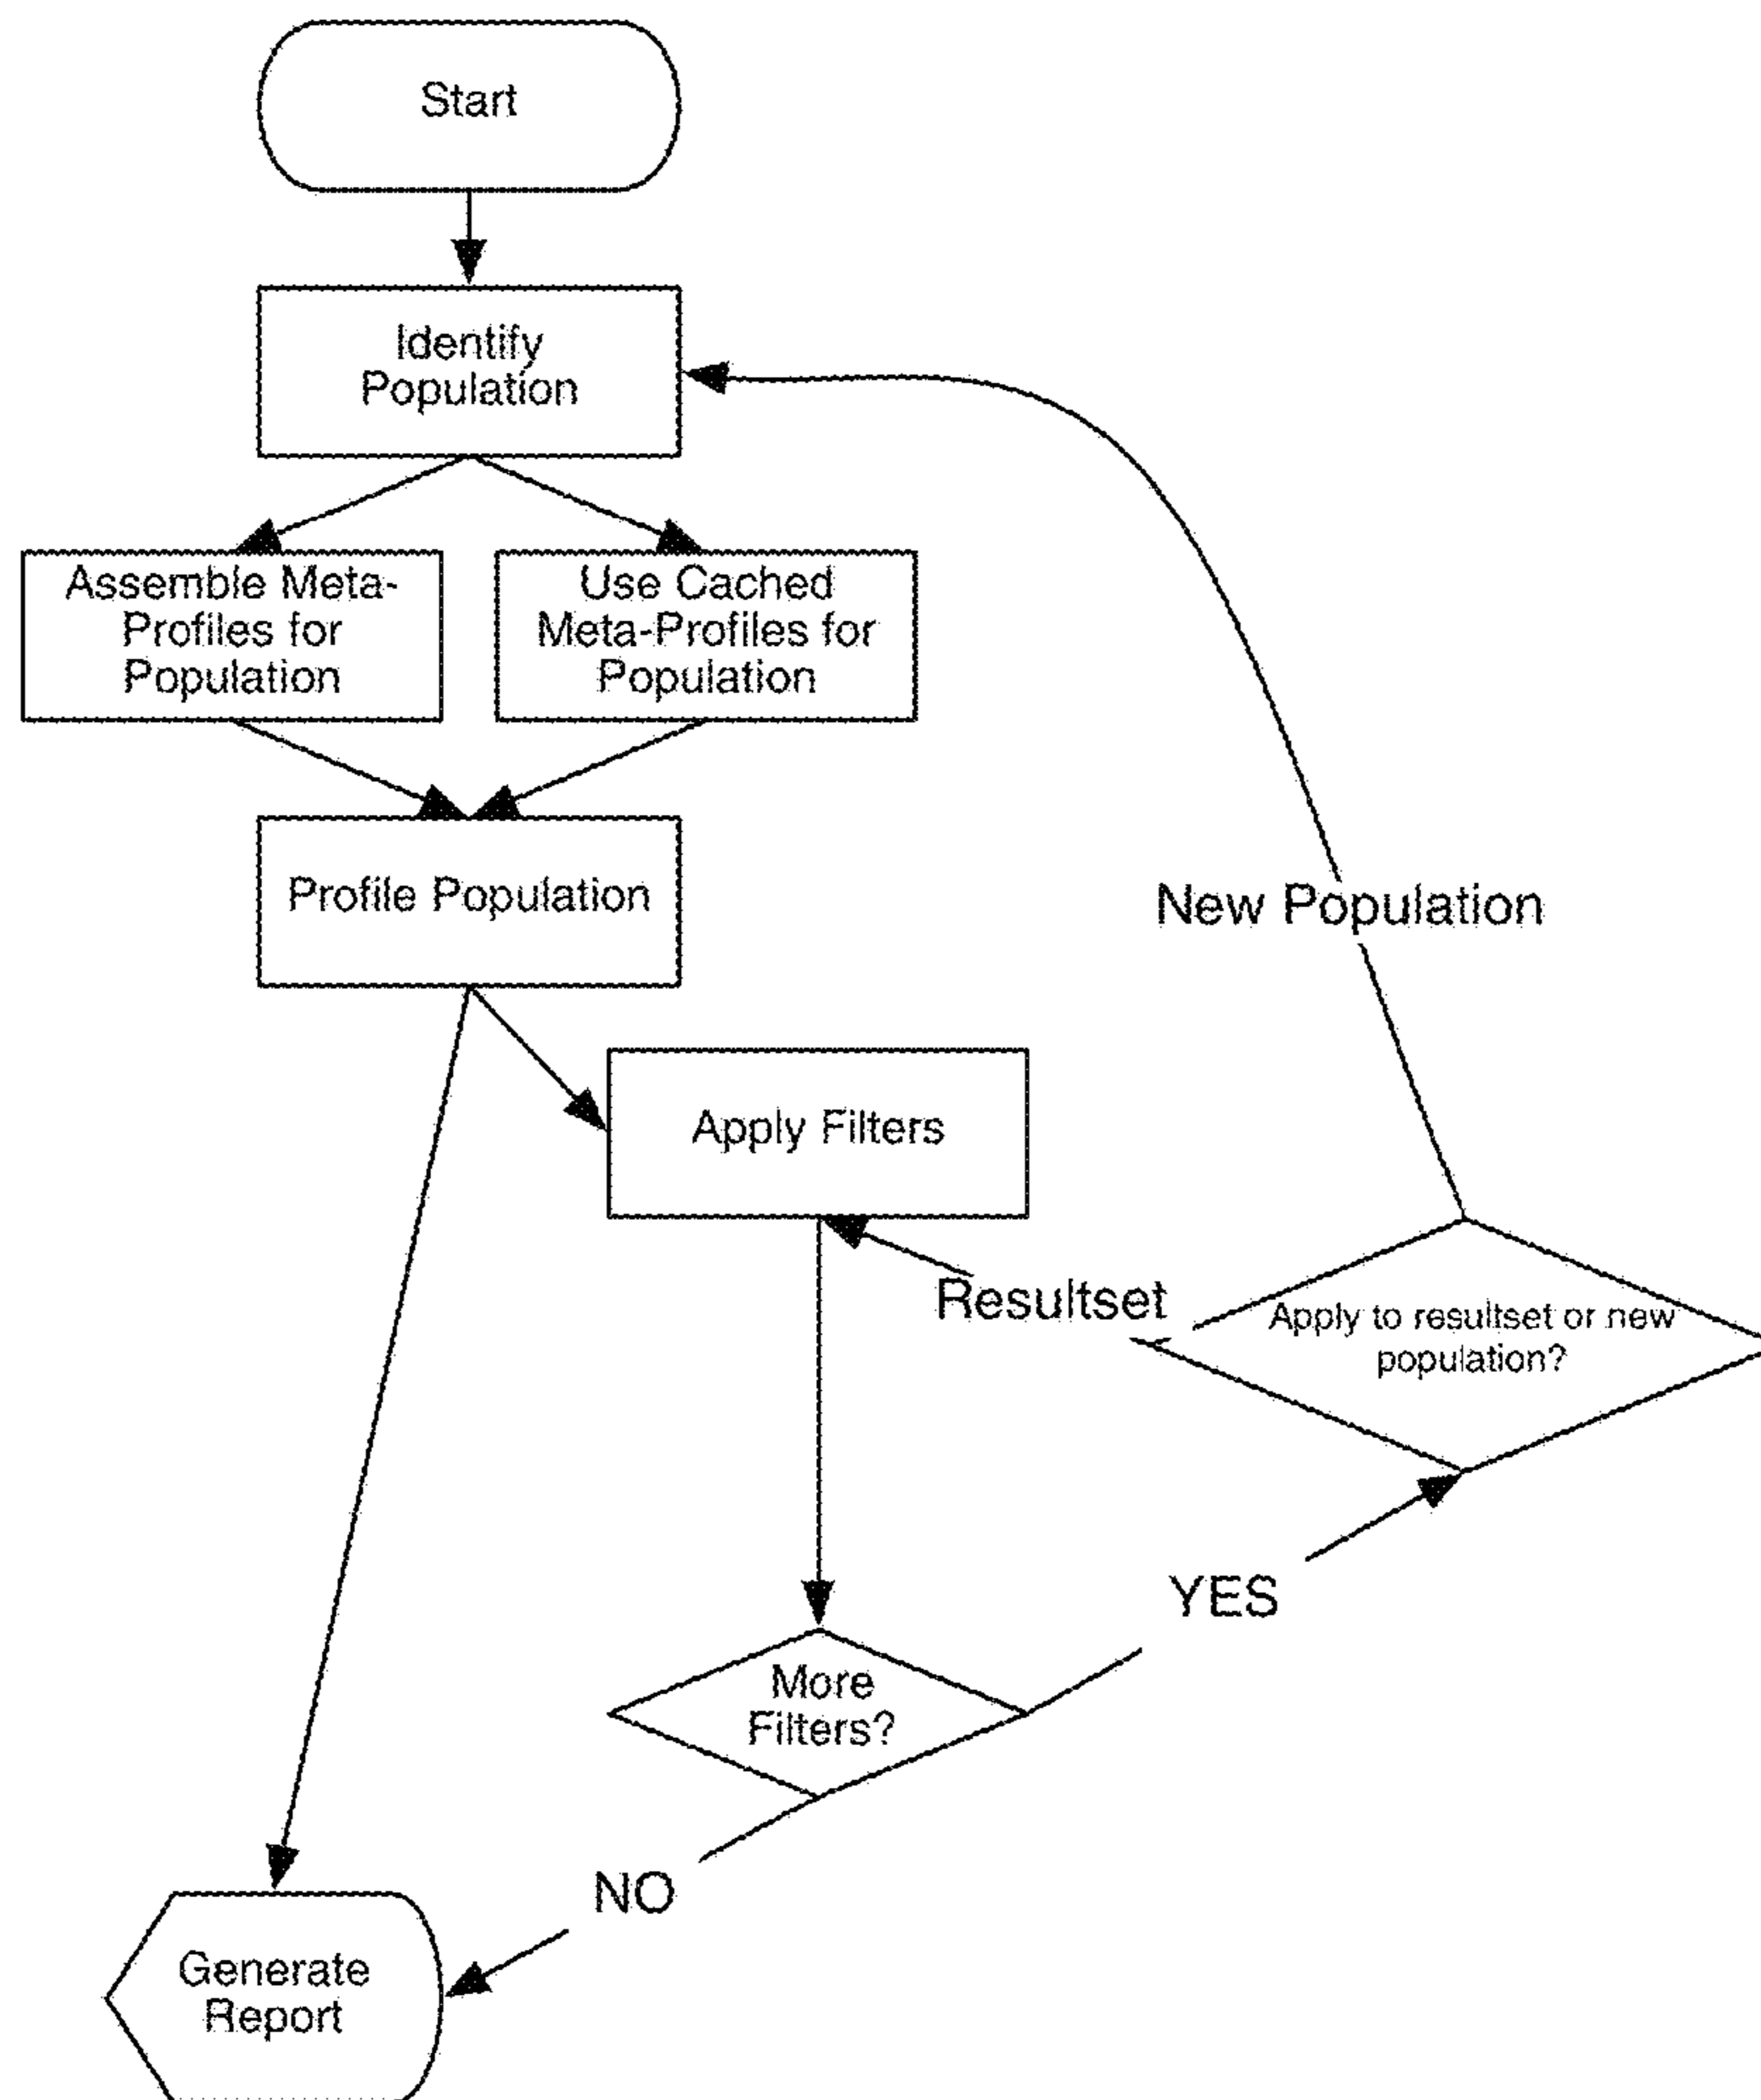 Start
Identify
Population
Assemble Meta-
Profiles for
Population
Use Cached
Meta-Profiles for
Population
Profile Population
New Population
Apply Filters
Resultset
Apply to resultset or new
population?
YES
More
Filters?
NO
Generate
Report